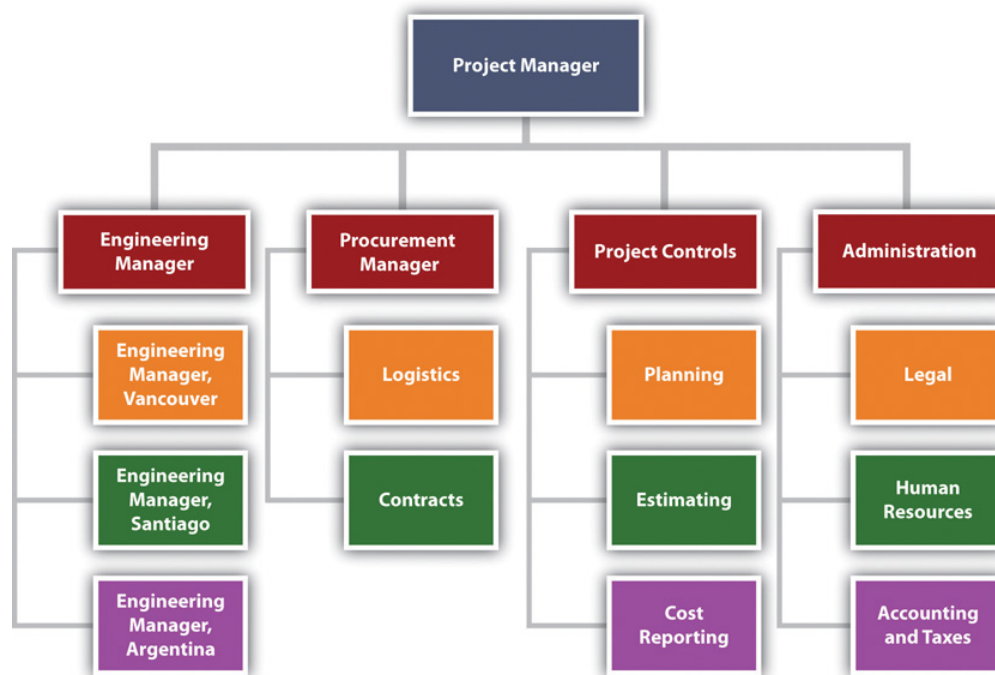 Project Manager
Engineering
Manager
Procurement
Manager
Project Controls
Administration
Engineering
Manager,
Vancouver
Logistics
Planning
Legal
Engineering
Manager,
Santiago
Contracts
Estimating
Human
Resources
Engineering
Manager,
Argentina
Cost
Reporting
Accounting
and Taxes